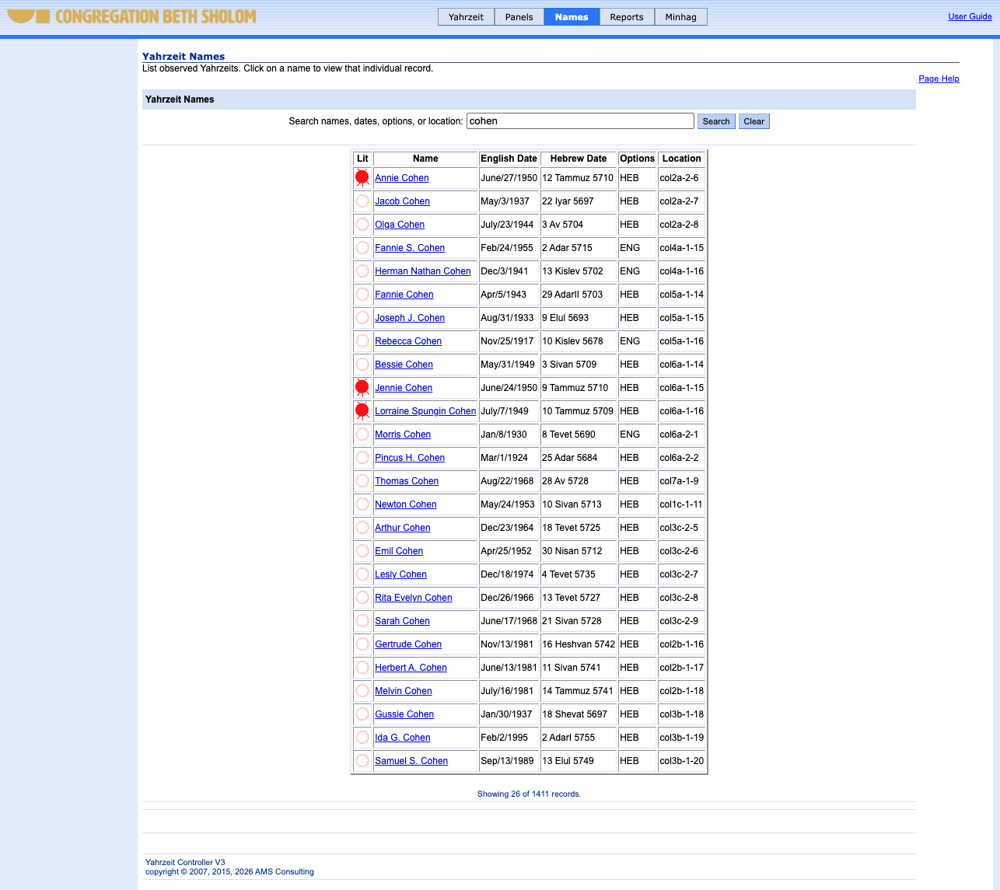 CONGREGATION BETH SHOLOM
Yahrzeit Panels Names Reports Minhag
User Guide
Yahrzeit Names
List observed Yahrzeits. Click on a name to view that individual record.
Page Help
Yahrzeit Names
Search names, dates, options, or location: cohen Search Clear
Lit Name English Date Hebrew Date Options Location
Annie Cohen June/27/1950 12 Tammuz 5710 HEB col2a-2-6
Jacob Cohen May/3/1937 22 Iyar 5697 HEB col2a-2-7
Olga Cohen July/23/1944 3 Av 5704 HEB col2a-2-8
Fannie S. Cohen Feb/24/1955 2 Adar 5715 ENG col4a-1-15
Herman Nathan Cohen Dec/3/1941 13 Kislev 5702 ENG col4a-1-16
Fannie Cohen Apr/5/1943 29 AdarII 5703 HEB col5a-1-14
Joseph J. Cohen Aug/31/1933 9 Elul 5693 HEB col5a-1-15
Rebecca Cohen Nov/25/1917 10 Kislev 5678 ENG col5a-1-16
Bessie Cohen May/31/1949 3 Sivan 5709 HEB col6a-1-14
Jennie Cohen June/24/1950 9 Tammuz 5710 HEB col6a-1-15
Lorraine Spungin Cohen July/7/1949 10 Tammuz 5709 HEB col6a-1-16
Morris Cohen Jan/8/1930 8 Tevet 5690 ENG col6a-2-1
Pincus H. Cohen Mar/1/1924 25 Adar 5684 HEB col6a-2-2
Thomas Cohen Aug/22/1968 28 Av 5728 HEB col7a-1-9
Newton Cohen May/24/1953 10 Sivan 5713 HEB col1c-1-11
Arthur Cohen Dec/23/1964 18 Tevet 5725 HEB col3c-2-5
Emil Cohen Apr/25/1952 30 Nisan 5712 HEB col3c-2-6
Lesly Cohen Dec/18/1974 4 Tevet 5735 HEB col3c-2-7
Rita Evelyn Cohen Dec/26/1966 13 Tevet 5727 HEB col3c-2-8
Sarah Cohen June/17/1968 21 Sivan 5728 HEB col3c-2-9
Gertrude Cohen Nov/13/1981 16 Heshvan 5742 HEB col2b-1-16
Herbert A. Cohen June/13/1981 11 Sivan 5741 HEB col2b-1-17
Melvin Cohen July/16/1981 14 Tammuz 5741 HEB col2b-1-18
Gussie Cohen Jan/30/1937 18 Shevat 5697 HEB col3b-1-18
Ida G. Cohen Feb/2/1995 2 AdarI 5755 HEB col3b-1-19
Samuel S. Cohen Sep/13/1989 13 Elul 5749 HEB col3b-1-20
Showing 26 of 1411 records.
Yahrzeit Controller V3
copyright © 2007, 2015, 2026 AMS Consulting